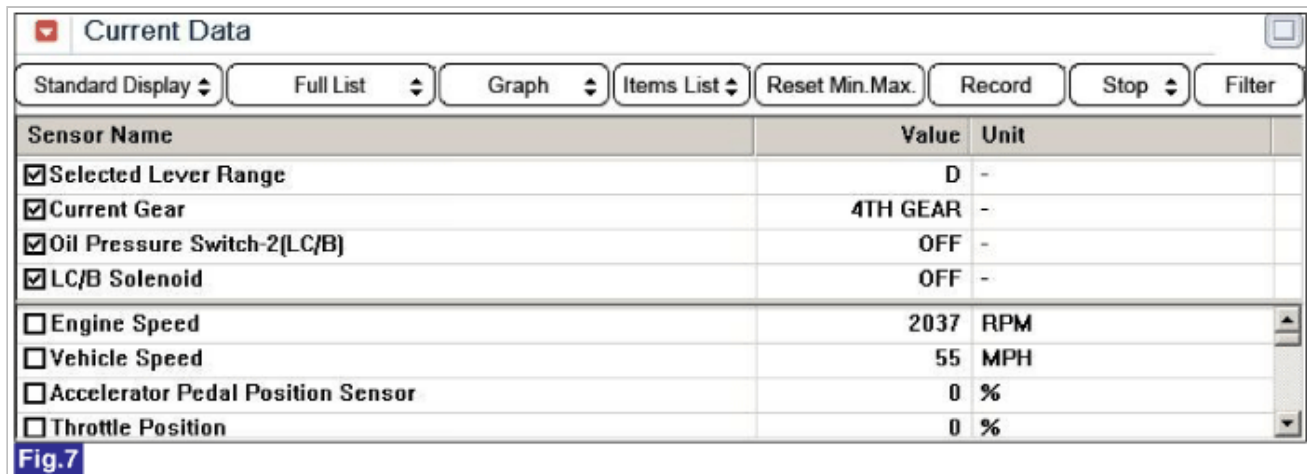 Current Data
Standard Display Full List Graph Items List Reset Min.Max. Record Stop Filter
Sensor Name Value Unit
Selected Lever Range D -
Current Gear 4TH GEAR -
Oil Pressure Switch-2(LC/B) OFF -
LC/B Solenoid OFF -
Engine Speed 2037 RPM
Vehicle Speed 55 MPH
Accelerator Pedal Position Sensor 0 %
Throttle Position 0 %
Fig.7